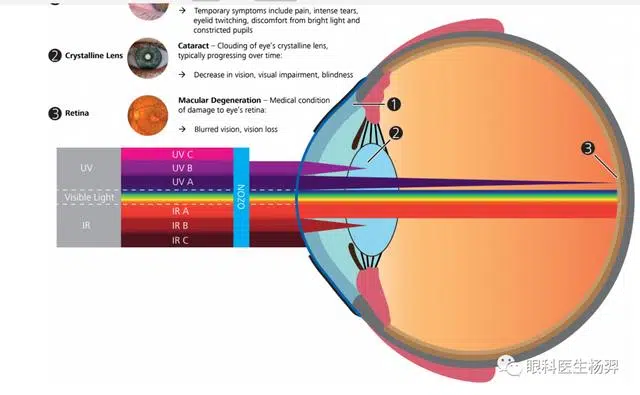 → Temporary symptoms include pain, intense tears,
eyelid twitching, discomfort from bright light and
constricted pupils
2 Crystalline Lens
Cataract – Clouding of eye's crystalline lens,
typically progressing over time:
→ Decrease in vision, visual impairment, blindness
3 Retina
Macular Degeneration – Medical condition
of damage to eye's retina:
→ Blurred vision, vision loss
1
2
3
UV
UV C
UV B
UV A
Visible Light
IR
IR A
IR B
IR C
OZON
眼科医生杨羿